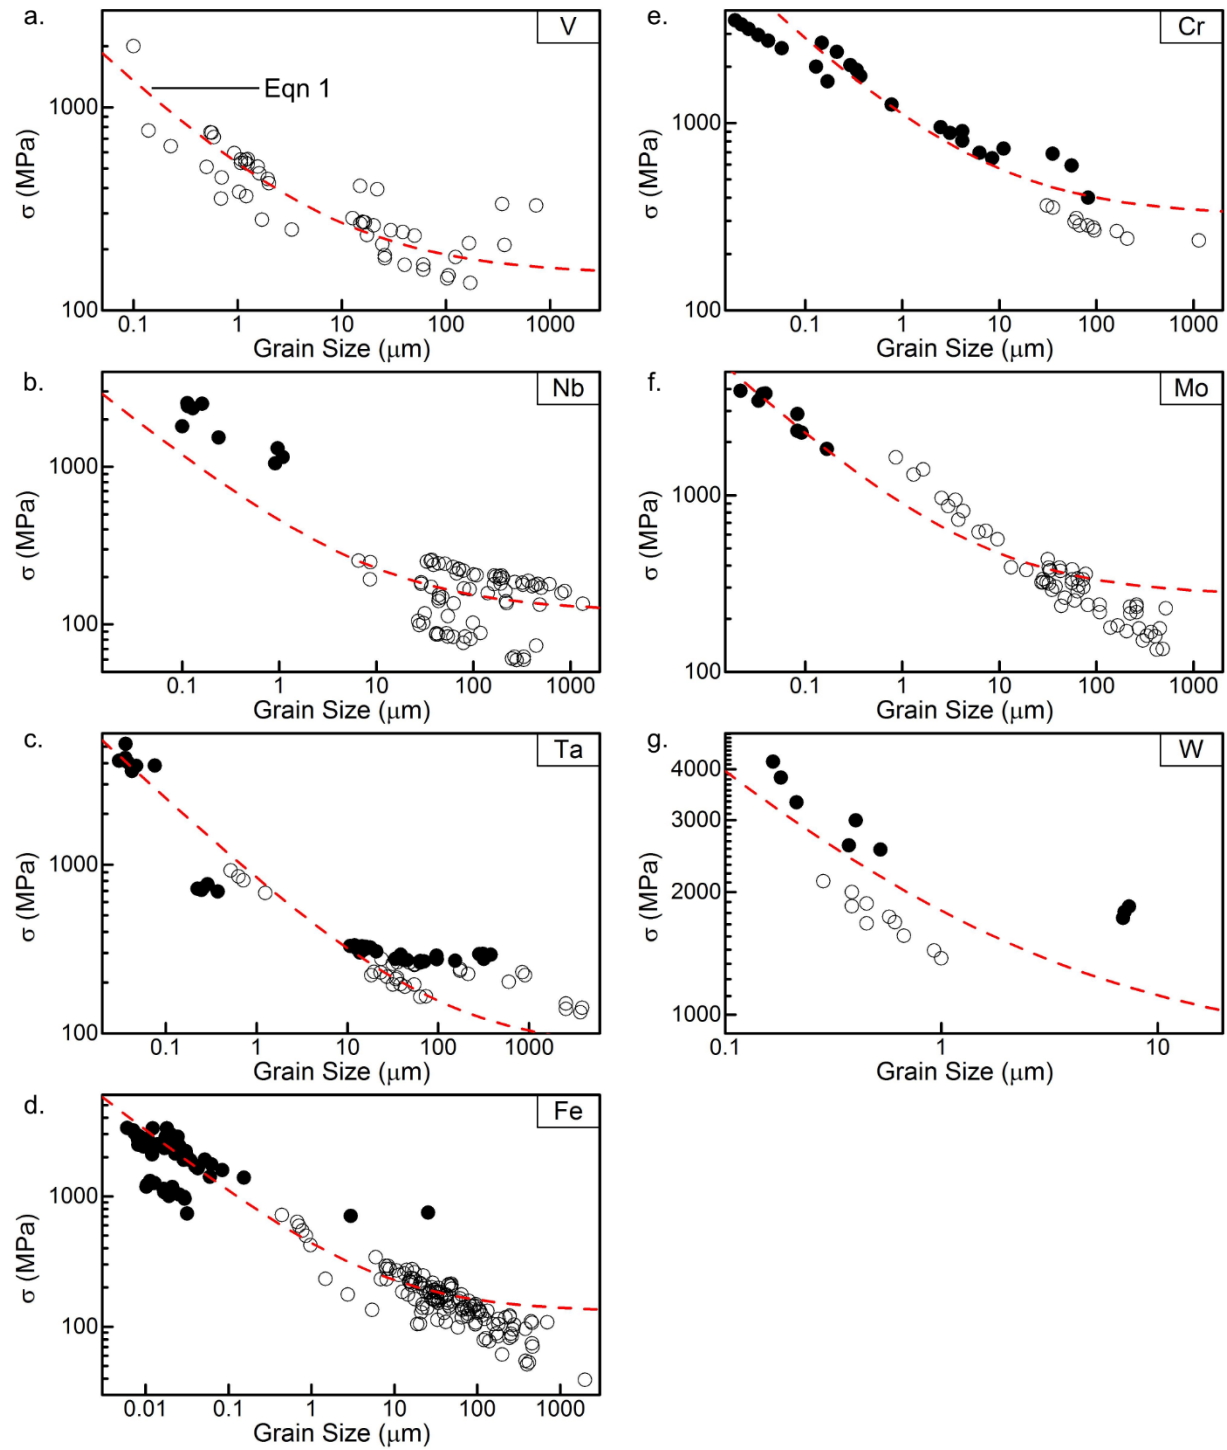 a.
V
Eqn 1
1000
100
σ (MPa)
0.1 1 10 100 1000
Grain Size (μm)
b.
Nb
1000
100
σ (MPa)
0.1 1 10 100 1000
Grain Size (μm)
c.
Ta
1000
100
σ (MPa)
0.1 1 10 100 1000
Grain Size (μm)
d.
Fe
1000
100
σ (MPa)
0.01 0.1 1 10 100 1000
Grain Size (μm)
e.
Cr
1000
100
σ (MPa)
0.1 1 10 100 1000
Grain Size (μm)
f.
Mo
1000
100
σ (MPa)
0.1 1 10 100 1000
Grain Size (μm)
g.
W
4000
3000
2000
1000
σ (MPa)
0.1 1 10
Grain Size (μm)